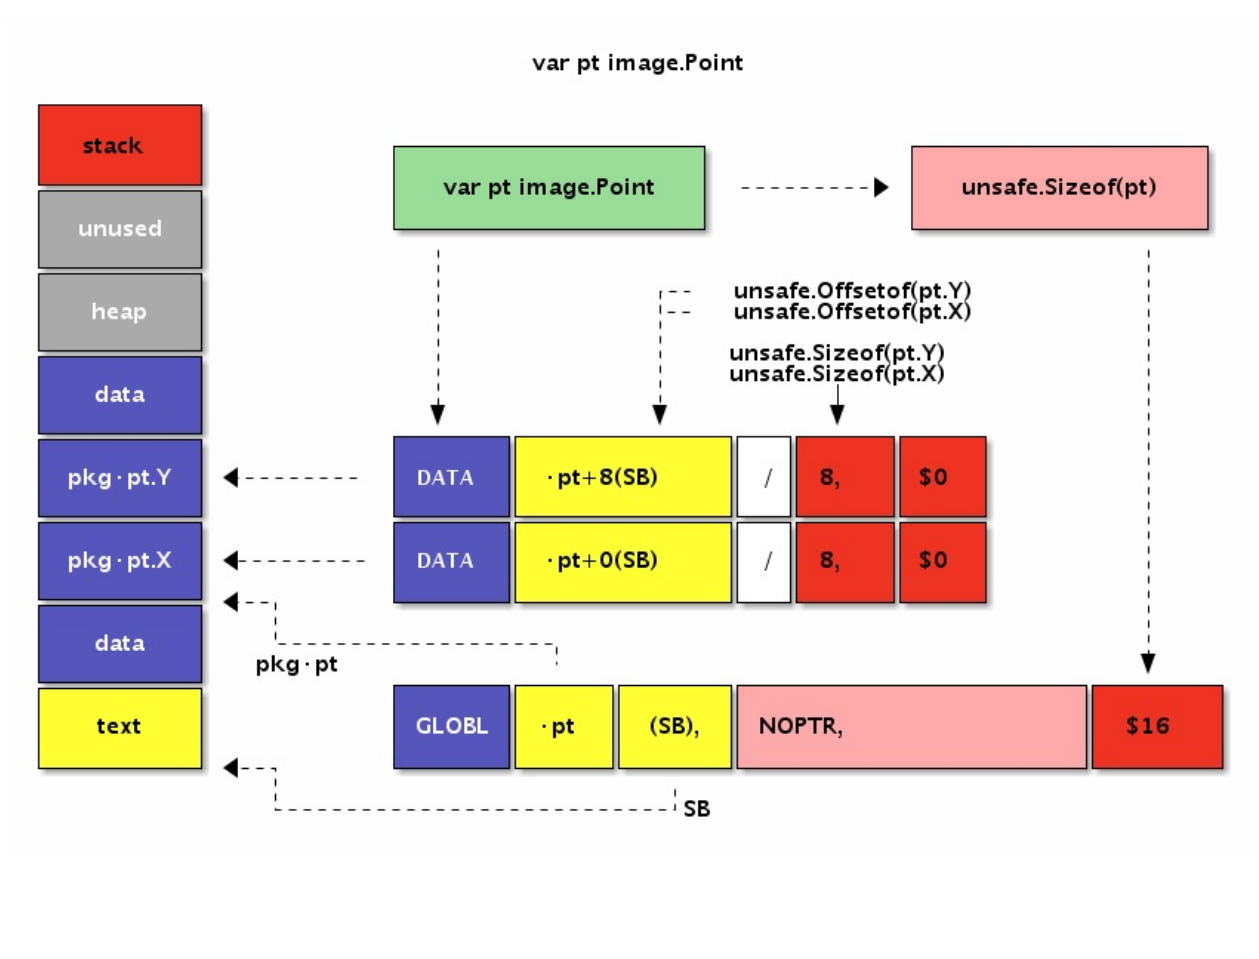 var pt image.Point
stack
unused
heap
data
pkg·pt.Y
pkg·pt.X
data
text
var pt image.Point
unsafe.Sizeof(pt)
unsafe.Offsetof(pt.Y)
unsafe.Offsetof(pt.X)
unsafe.Sizeof(pt.Y)
unsafe.Sizeof(pt.X)
DATA ·pt+8(SB) / 8, $0
DATA ·pt+0(SB) / 8, $0
pkg·pt
GLOBL ·pt (SB), NOPTR, $16
SB